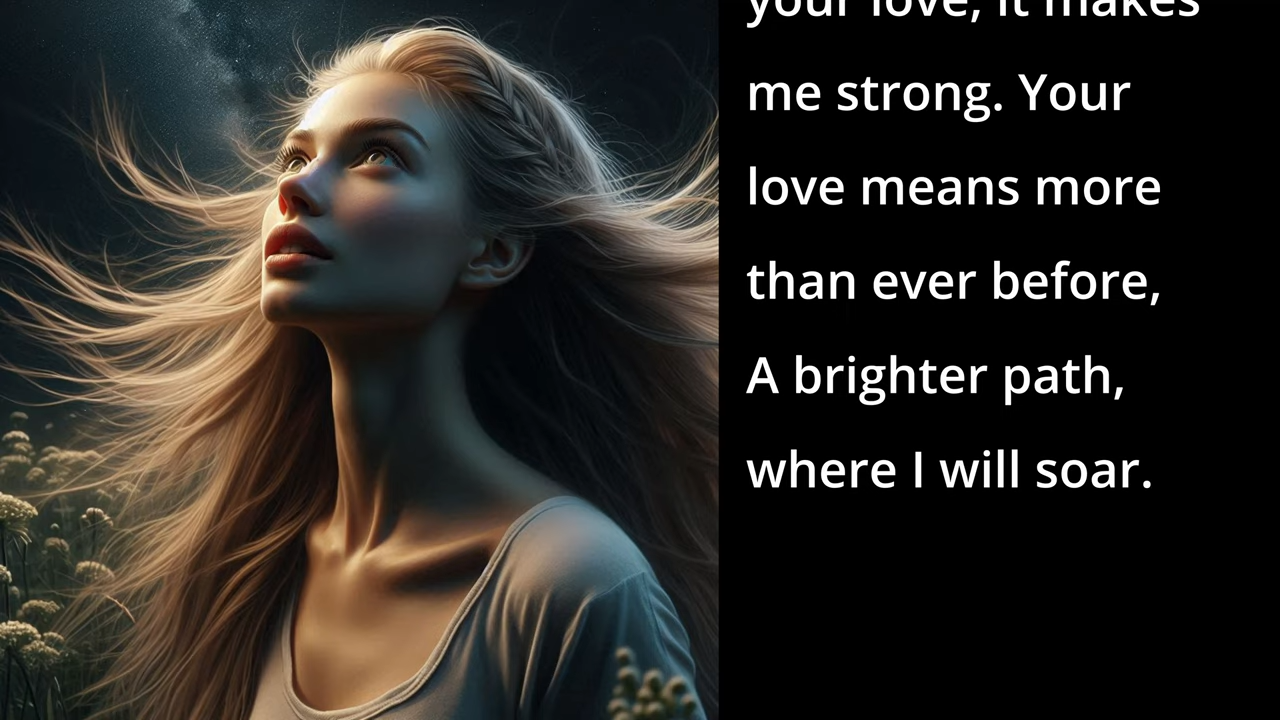 your love, it makes
me strong. Your
love means more
than ever before,
A brighter path,
where I will soar.